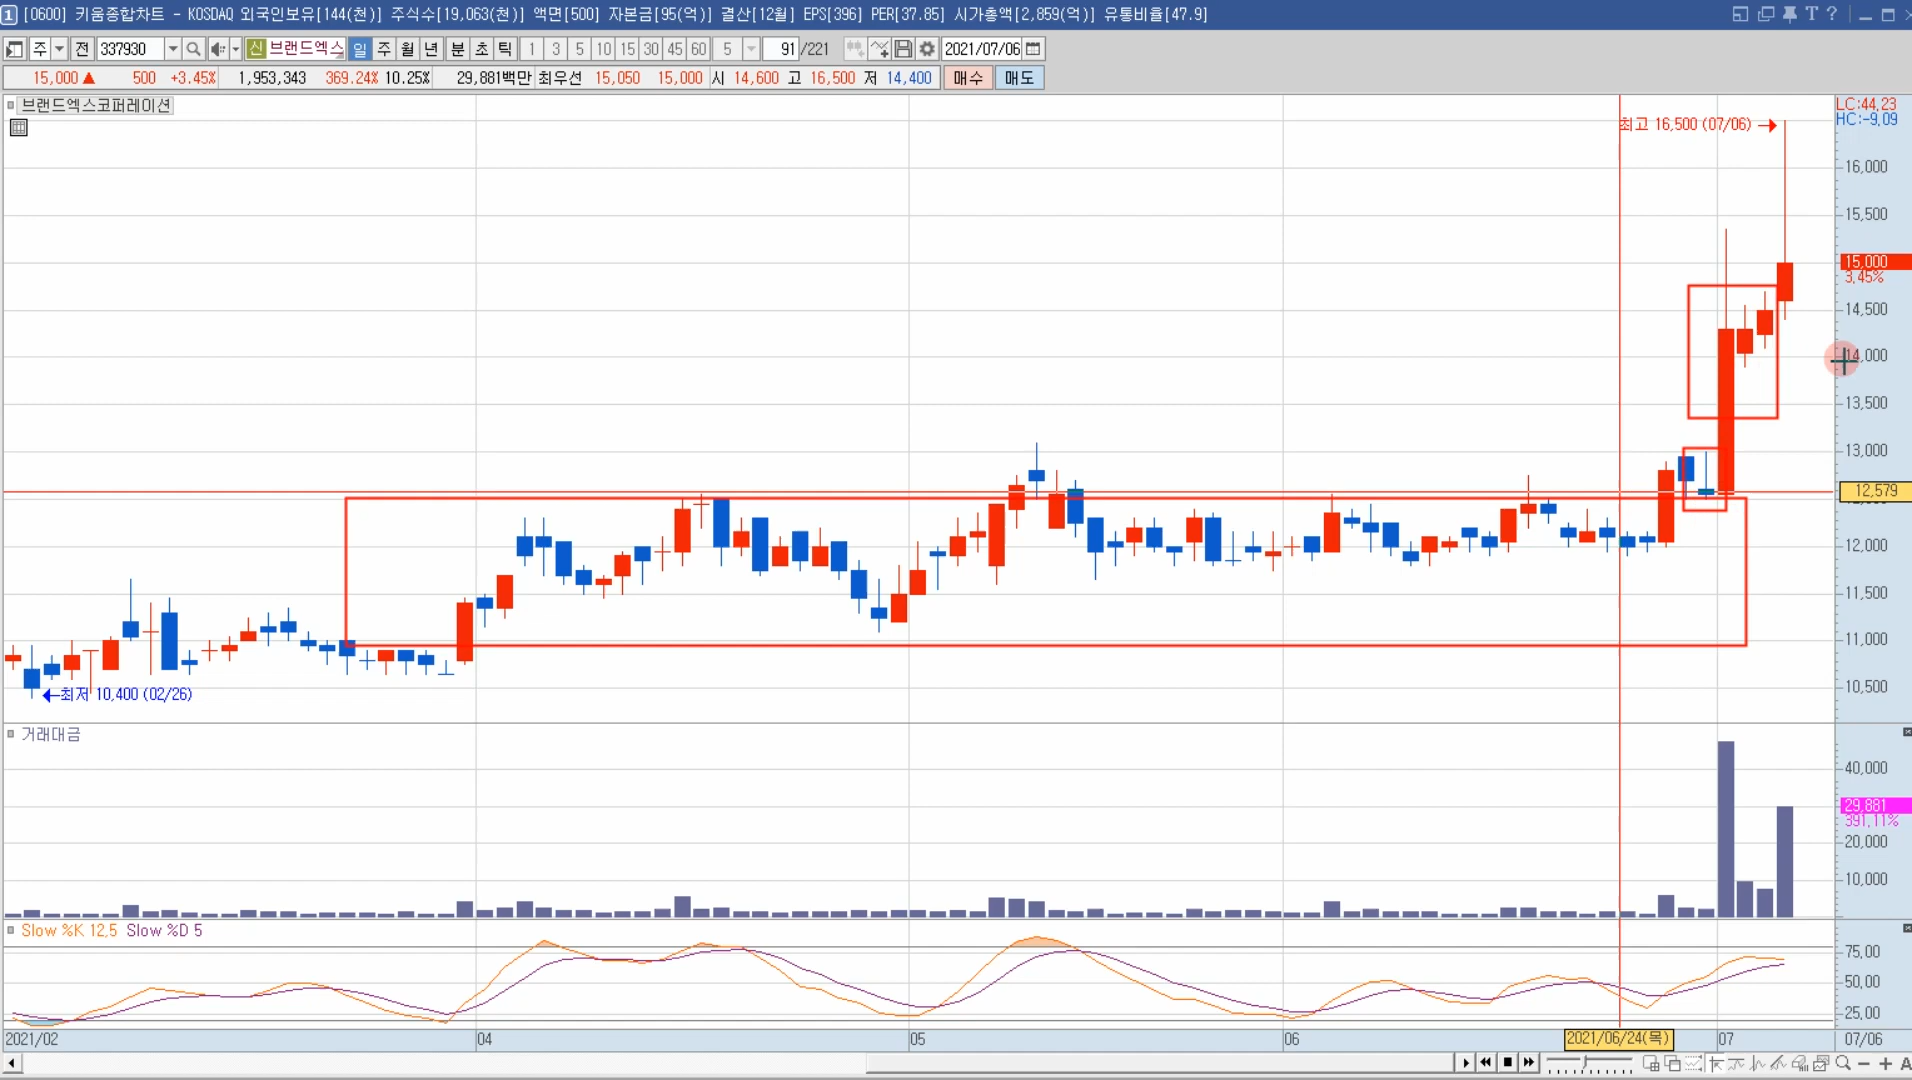 1 [0600] 키움종합차트 - KOSDAQ 외국인보유[144(천)] 주식수[19,063(천)] 액면[500] 자본금[95(억)] 결산[12월] EPS[396] PER[37.85] 시가총액[2,859(억)] 유통비율[47.9]
주 전 337930 신 브랜드엑스 일 주 월 년 분 초 틱 1 3 5 10 15 30 45 60 5 91 /221 2021/07/06
15,000 ▲ 500 +3.45% 1,953,343 369.24% 10.25% 29,881백만 최우선 15,050 15,000 시 14,600 고 16,500 저 14,400 매수 매도
브랜드엑스코퍼레이션
LC:44,23
HC:-9,09
최고 16,500 (07/06) →
16,000
15,500
15,000
3,45%
14,500
14,000
13,500
13,000
12,579
12,000
11,500
11,000
10,500
←최저 10,400 (02/26)
거래대금
40,000
29,881
391,11%
20,000
10,000
Slow %K 12,5 Slow %D 5
75,00
50,00
25,00
2021/02 04 05 06 2021/06/24(목) 07 07/06